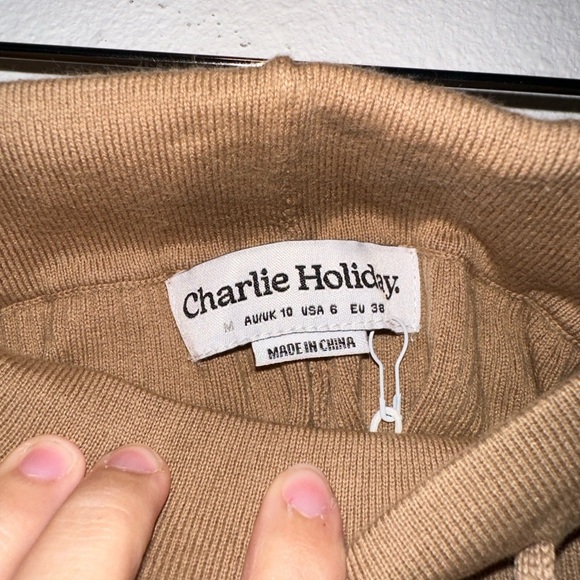 Charlie Holiday.
M AU/UK 10 USA 6 EU 38
MADE IN CHINA